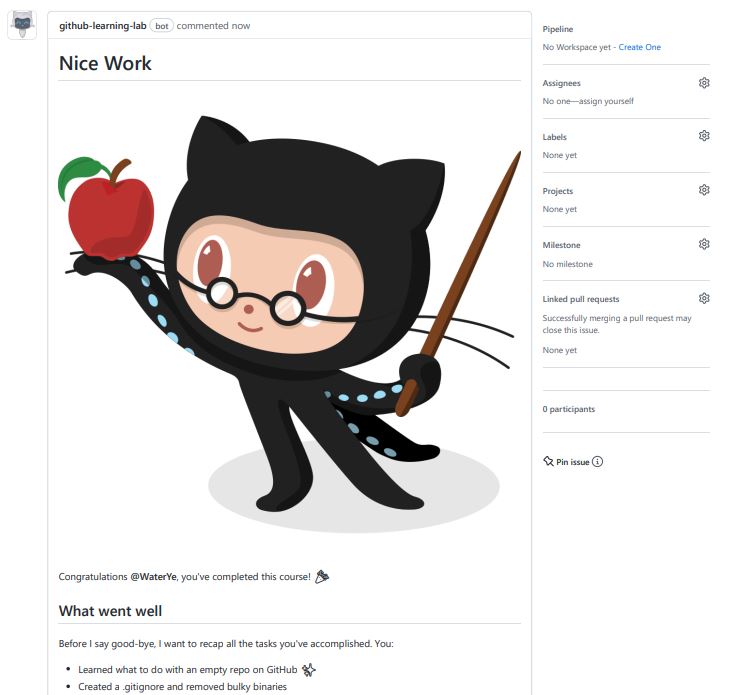 github-learning-lab bot commented now
Nice Work
Congratulations @WaterYe, you've completed this course!
What went well
Before I say good-bye, I want to recap all the tasks you've accomplished. You:
• Learned what to do with an empty repo on GitHub
• Created a .gitignore and removed bulky binaries
Pipeline
No Workspace yet - Create One
Assignees
No one—assign yourself
Labels
None yet
Projects
None yet
Milestone
No milestone
Linked pull requests
Successfully merging a pull request may
close this issue.
None yet
0 participants
Pin issue